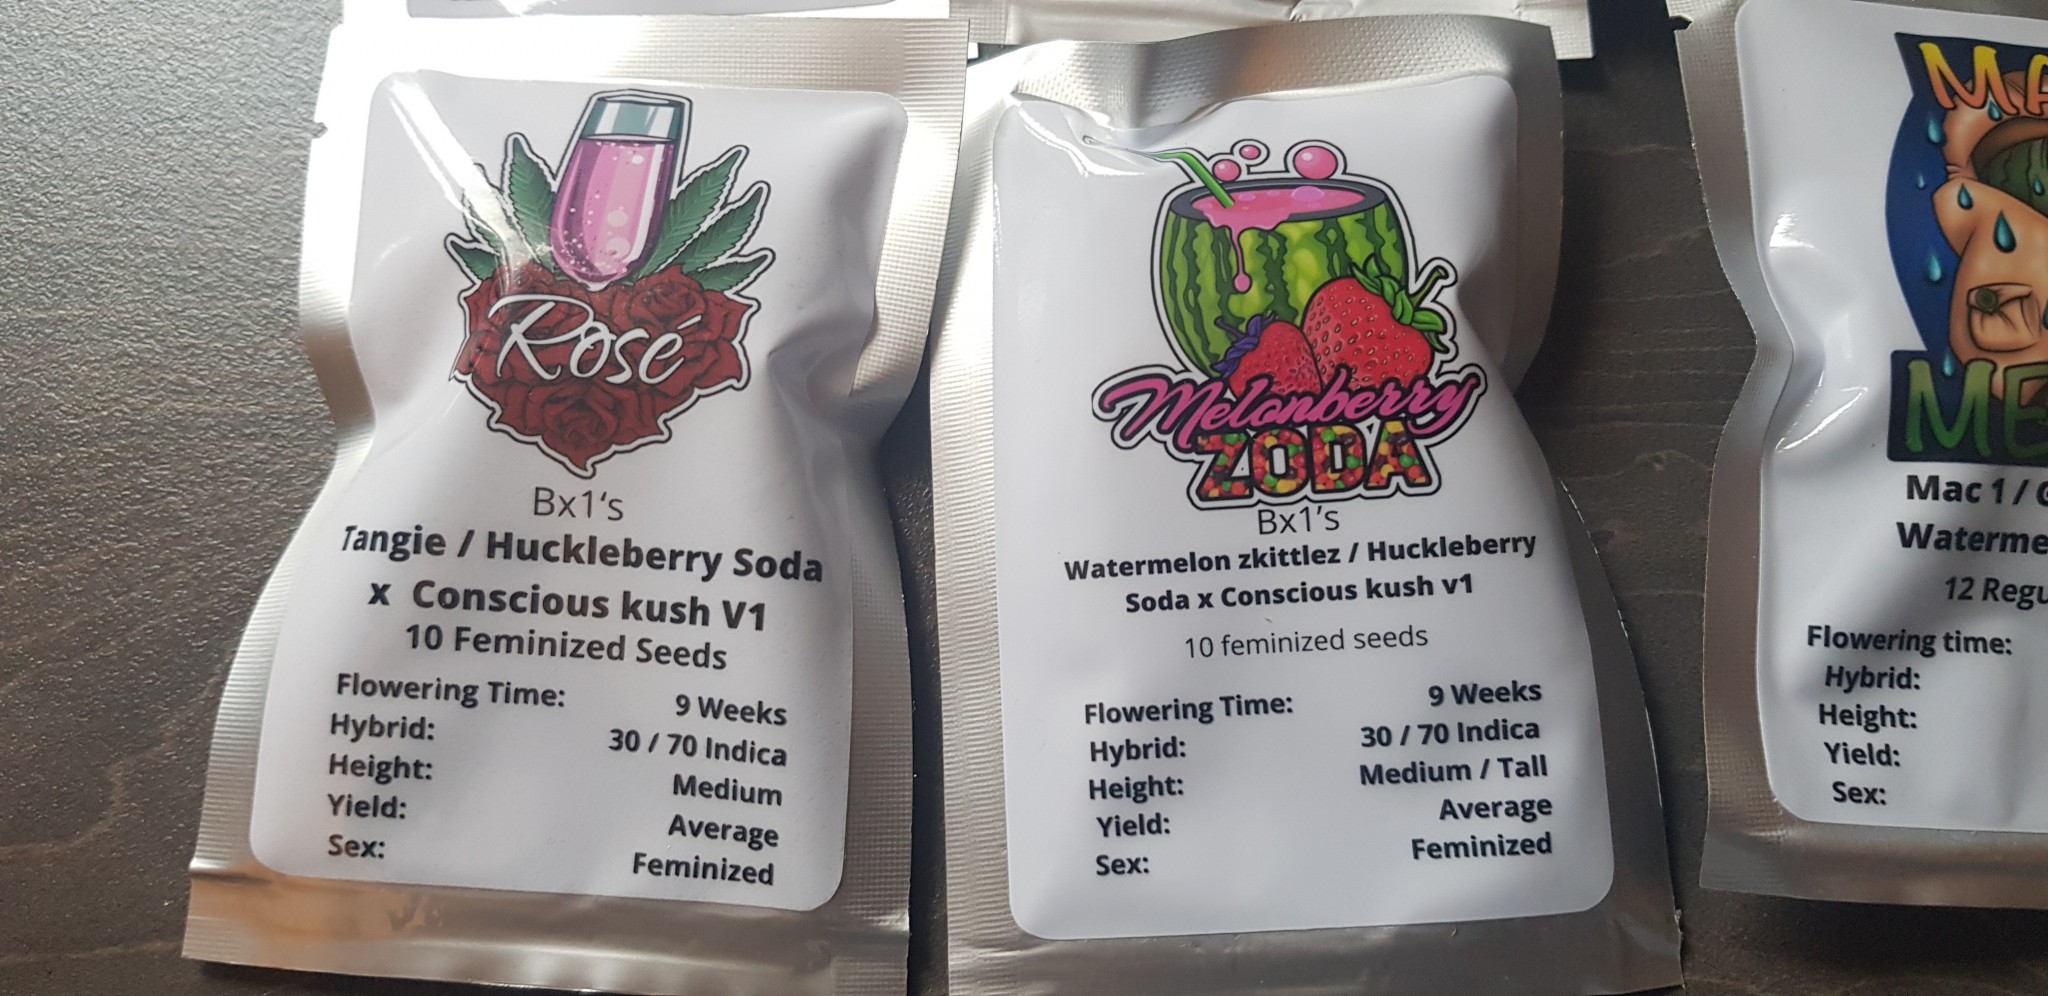 Rosé
Bx1's
Tangie / Huckleberry Soda
x Conscious kush V1
10 Feminized Seeds
Flowering Time: 9 Weeks
Hybrid: 30 / 70 Indica
Height: Medium
Yield: Average
Sex: Feminized
Melonberry
ZODA
Bx1's
Watermelon zkittlez / Huckleberry
Soda x Conscious kush v1
10 feminized seeds
Flowering Time: 9 Weeks
Hybrid: 30 / 70 Indica
Height: Medium / Tall
Yield: Average
Sex: Feminized
Mac 1 /
12
Flowering time:
Hybrid:
Height:
Yield:
Sex: